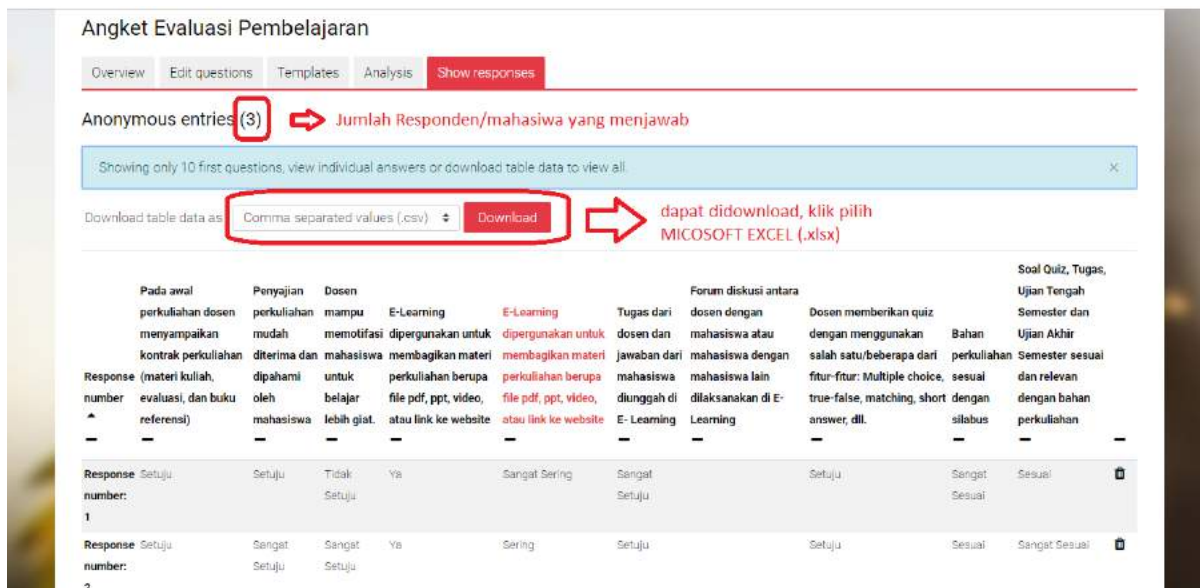 Angket Evaluasi Pembelajaran
Overview Edit questions Templates Analysis Show responses
Anonymous entries (3) Jumlah Responden/mahasiwa yang menjawab
Showing only 10 first questions, view individual answers or download table data to view all. ×
Download table data as Comma separated values (.csv) Download
dapat didownload, klik pilih
MICOSOFT EXCEL (.xlsx)
Response
number
Pada awal
perkuliahan dosen
menyampaikan
kontrak perkuliahan
(materi kuliah,
evaluasi, dan buku
referensi)
Penyajian
perkuliahan
mudah
diterima dan
dipahami
oleh
mahasiswa
Dosen
mampu
memotifasi
mahasiswa
untuk
belajar
lebih giat.
E-Learning
dipergunakan untuk
membagikan materi
perkuliahan berupa
file pdf, ppt, video,
atau link ke website
E-Learning
dipergunakan untuk
membagikan materi
perkuliahan berupa
file pdf, ppt, video,
atau link ke website
Tugas dari
dosen dan
jawaban dari
mahasiswa
diunggah di
E- Learning
Forum diskusi antara
dosen dengan
mahasiswa atau
mahasiswa dengan
mahasiswa lain
dilaksanakan di E-
Learning
Dosen memberikan quiz
dengan menggunakan
salah satu/beberapa dari
fitur-fitur: Multiple choice,
true-false, matching, short
answer, dll.
Bahan
perkuliahan
sesuai
dengan
silabus
Soal Quiz, Tugas,
Ujian Tengah
Semester dan
Ujian Akhir
Semester sesuai
dan relevan
dengan bahan
perkuliahan
Response
number:
1
Setuju
Setuju
Tidak
Setuju
Ya
Sangat Sering
Sangat
Setuju
Setuju
Sangat
Sesuai
Sesuai
Response
number:
2
Setuju
Sangat
Setuju
Sangat
Setuju
Ya
Sering
Setuju
Setuju
Sesuai
Sangat Sesuai